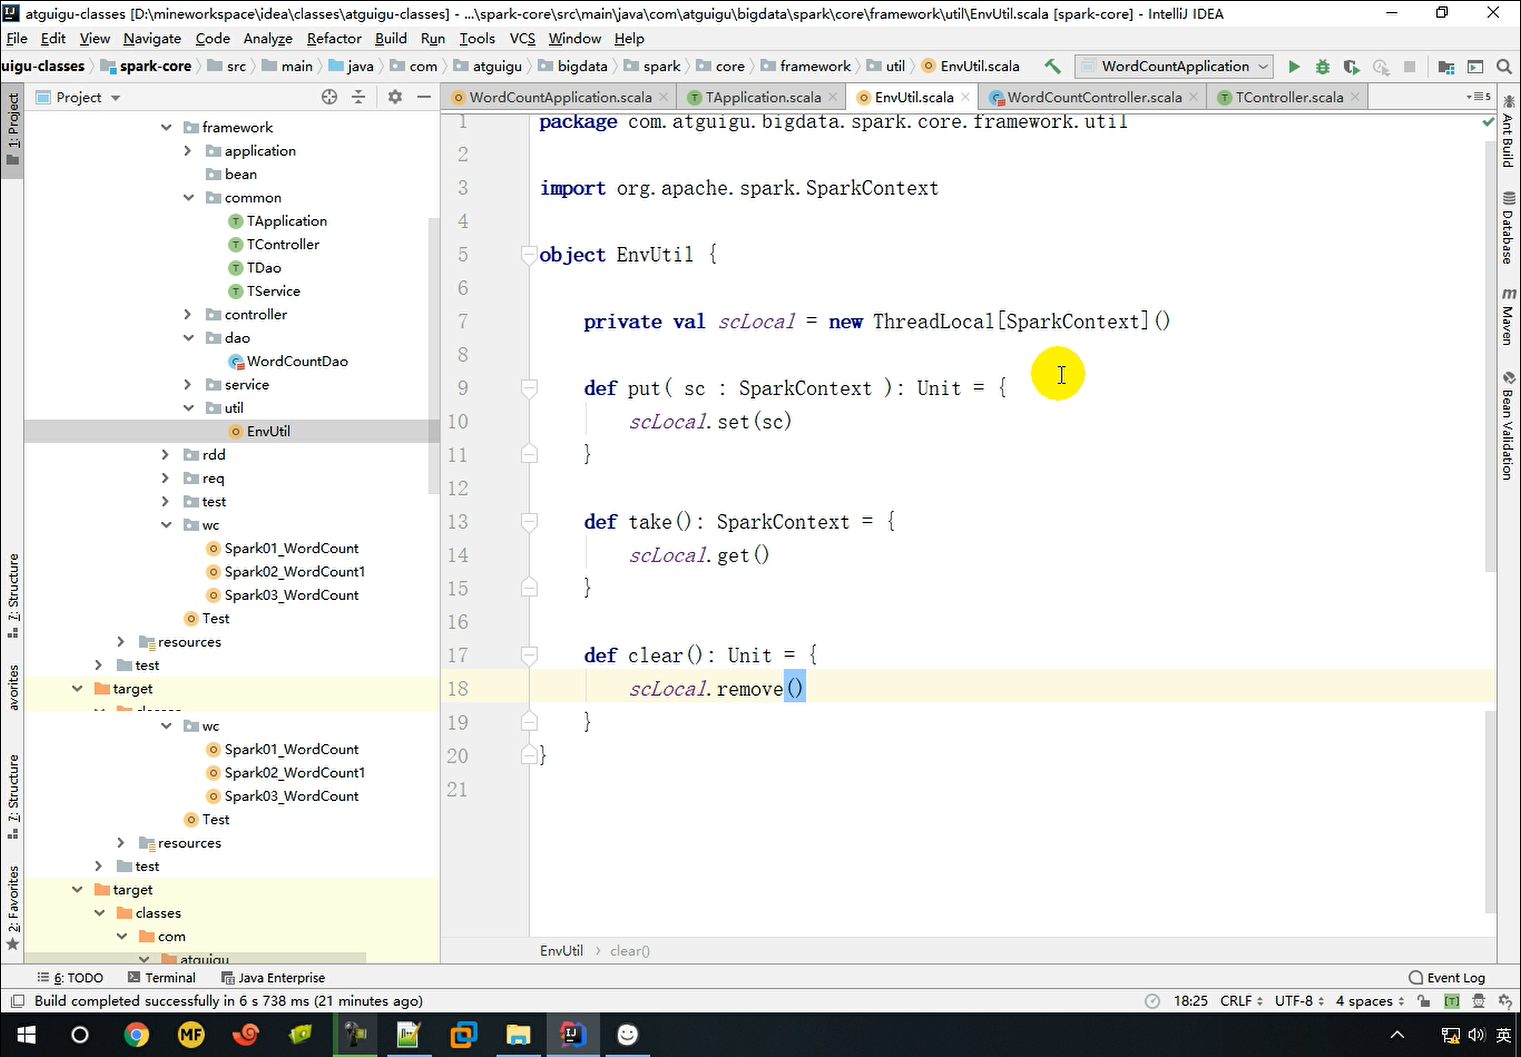 atguigu-classes [D:\mineworkspace\idea\classes\atguigu-classes] - ...\spark-core\src\main\java\com\atguigu\bigdata\spark\core\framework\util\EnvUtil.scala [spark-core] - IntelliJ IDEA
File Edit View Navigate Code Analyze Refactor Build Run Tools VCS Window Help
uigu-classes spark-core src main java com atguigu bigdata spark core framework util EnvUtil.scala WordCountApplication
1: Project
Project
WordCountApplication.scala TApplication.scala EnvUtil.scala WordCountController.scala TController.scala 5
framework
application
bean
common
TApplication
TController
TDao
TService
controller
dao
WordCountDao
service
util
EnvUtil
rdd
req
test
wc
Spark01_WordCount
Spark02_WordCount1
Spark03_WordCount
Test
resources
test
target
classes
wc
Spark01_WordCount
Spark02_WordCount1
Spark03_WordCount
Test
resources
test
target
classes
com
atguigu
7: Structure
avorites
7: Structure
2: Favorites
1 package com.atguigu.bigdata.spark.core.framework.util
2
3 import org.apache.spark.SparkContext
4
5 object EnvUtil {
6
7 private val scLocal = new ThreadLocal[SparkContext]()
8
9 def put( sc : SparkContext ): Unit = {
10 scLocal.set(sc)
11 }
12
13 def take(): SparkContext = {
14 scLocal.get()
15 }
16
17 def clear(): Unit = {
18 scLocal.remove()
19 }
20 }
21
EnvUtil clear()
Ant Build
Database
Maven
Bean Validation
6: TODO Terminal Java Enterprise Event Log
Build completed successfully in 6 s 738 ms (21 minutes ago) 18:25 CRLF UTF-8 4 spaces
MF
英